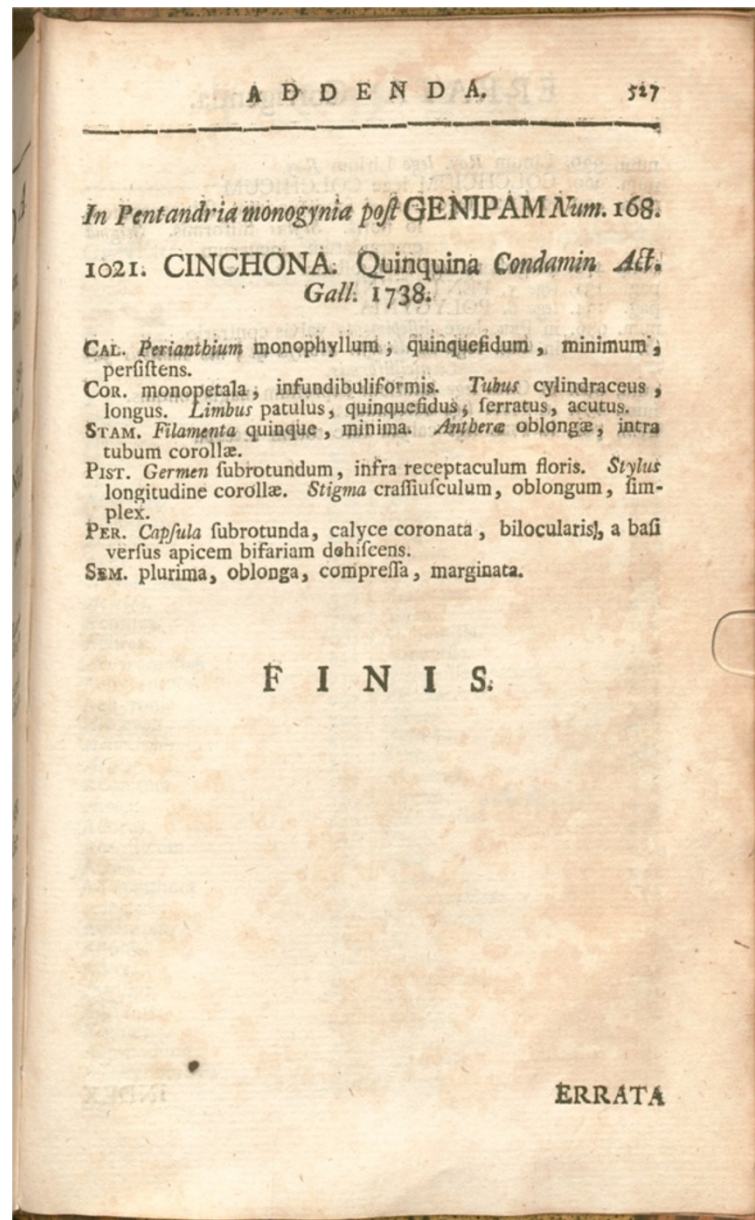 ADDENDA. 527
In Pentandria monogynia poſt GENIPAM Num. 168.
1021. CINCHONA. Quinquina Condamin Act.
Gall. 1738.
CAL. Perianthium monophyllum, quinquefidum, minimum,
perſiſtens.
COR. monopetala, infundibuliformis. Tubus cylindraceus,
longus. Limbus patulus, quinquefidus, ſerratus, acutus.
STAM. Filamenta quinque, minima. Antheræ oblongæ, intra
tubum corollæ.
PIST. Germen ſubrotundum, infra receptaculum floris. Stylus
longitudine corollæ. Stigma craſſiuſculum, oblongum, ſim-
plex.
PER. Capſula ſubrotunda, calyce coronata, bilocularis, a baſi
verſus apicem bifariam dehiſcens.
SEM. plurima, oblonga, compreſſa, marginata.
FINIS.
ERRATA